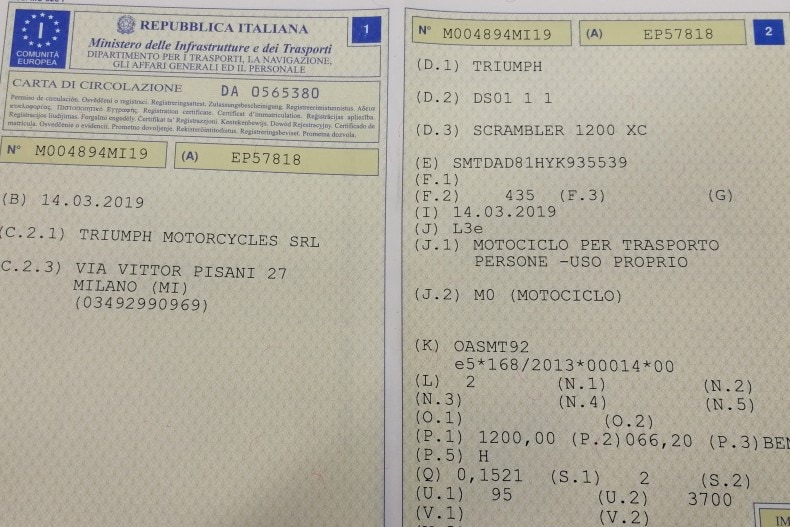 REPUBBLICA ITALIANA
1
I
COMUNITÀ
EUROPEA
Ministero delle Infrastrutture e dei Trasporti
DIPARTIMENTO PER I TRASPORTI, LA NAVIGAZIONE,
GLI AFFARI GENERALI ED IL PERSONALE
CARTA DI CIRCOLAZIONE DA 0565380
N° M004894MI19 (A) EP57818
(B) 14.03.2019
(C.2.1) TRIUMPH MOTORCYCLES SRL
C.2.3) VIA VITTOR PISANI 27
MILANO (MI)
(03492990969)
N° M004894MI19 (A) EP57818 2
(D.1) TRIUMPH
(D.2) DS01 1 1
(D.3) SCRAMBLER 1200 XC
(E) SMTDAD81HYK935539
(F.1)
(F.2) 435 (F.3) (G)
(I) 14.03.2019
(J) L3e
(J.1) MOTOCICLO PER TRASPORTO
PERSONE -USO PROPRIO
(J.2) M0 (MOTOCICLO)
(K) OASMT92
e5*168/2013*00014*00
(L) 2 (N.1) (N.2)
(N.3) (N.4) (N.5)
(O.1) (O.2)
(P.1) 1200,00 (P.2)066,20 (P.3)BEN
(P.5) H
(Q) 0,1521 (S.1) 2 (S.2)
(U.1) 95 (U.2) 3700
(V.1) (V.2)
IM